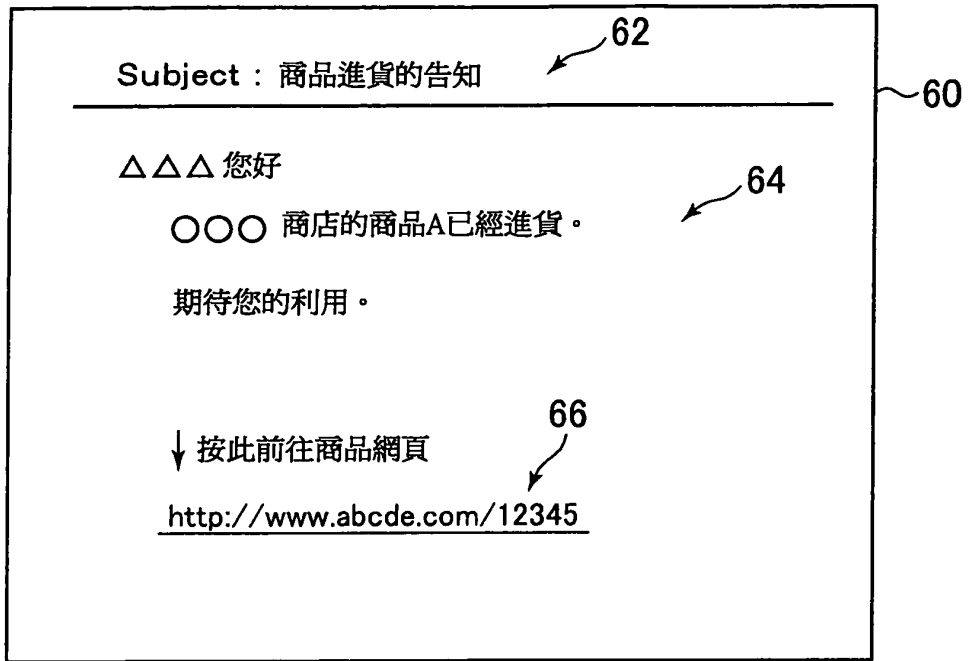 62
Subject : 商品進貨的告知
60
△△△ 您好
64
○○○ 商店的商品A已經進貨。
期待您的利用。
66
↓ 按此前往商品網頁
http://www.abcde.com/12345